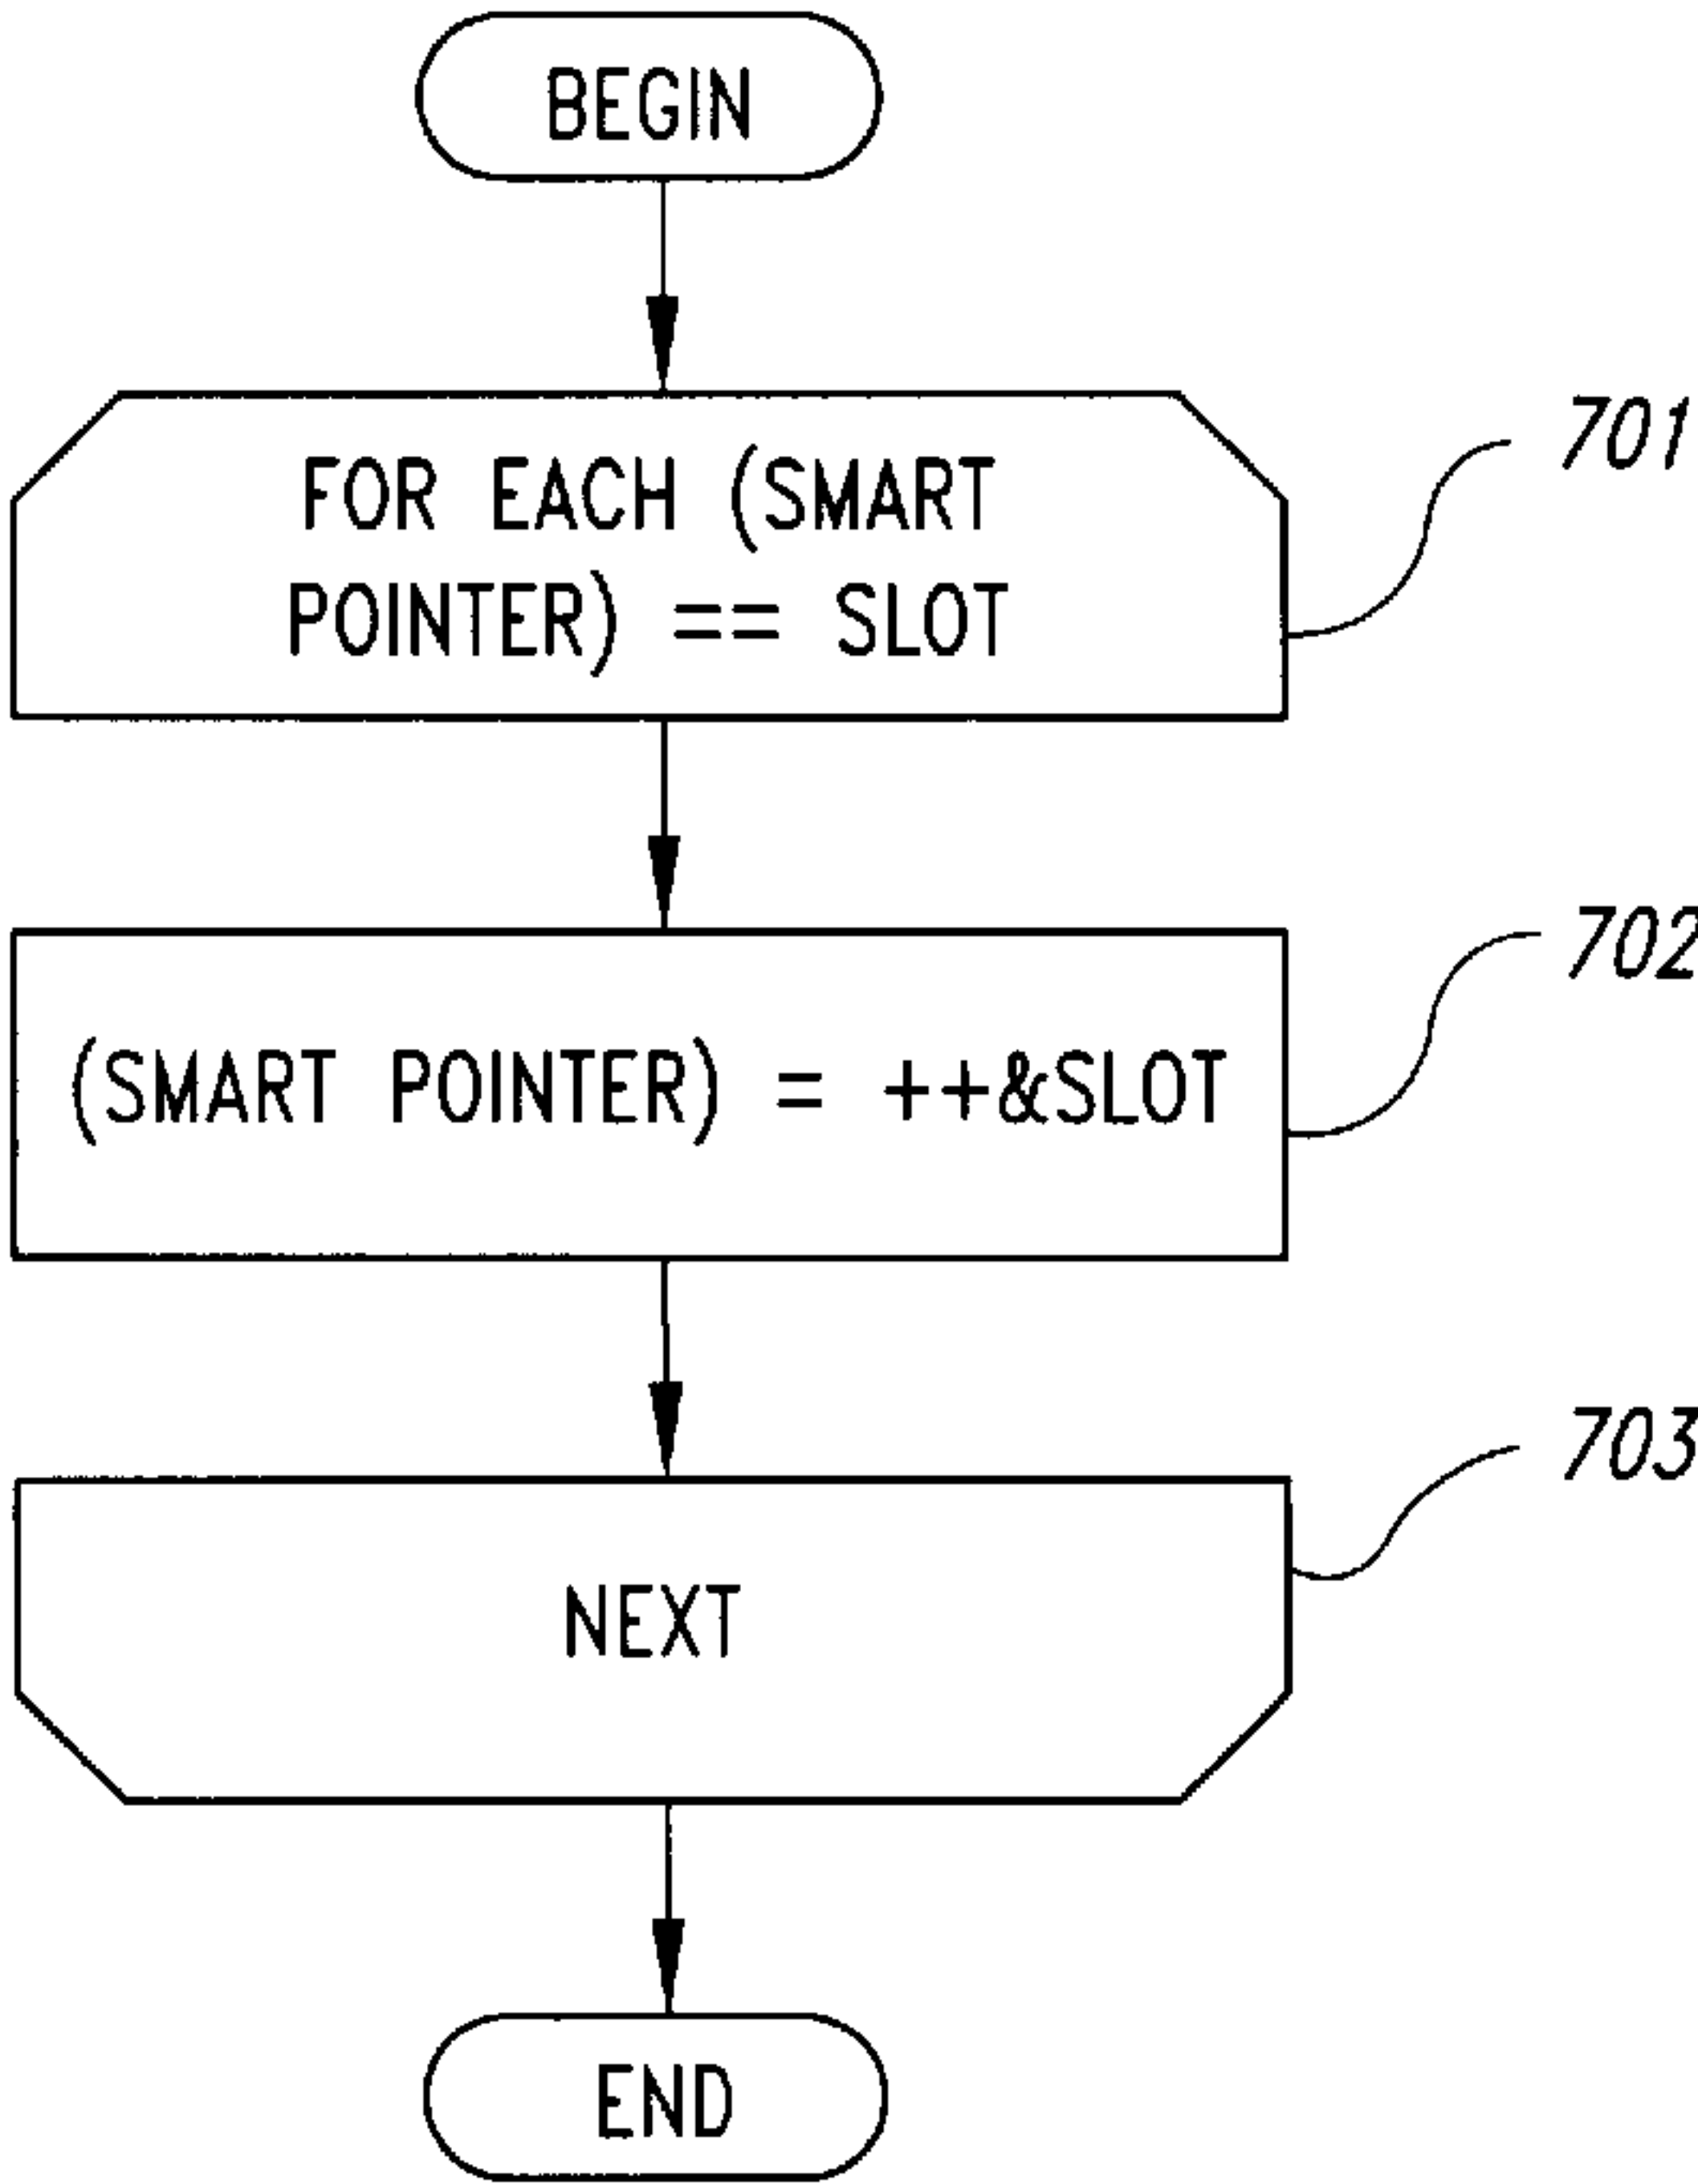 BEGIN
FOR EACH (SMART
POINTER) == SLOT
701
(SMART POINTER) = ++&SLOT
702
NEXT
703
END